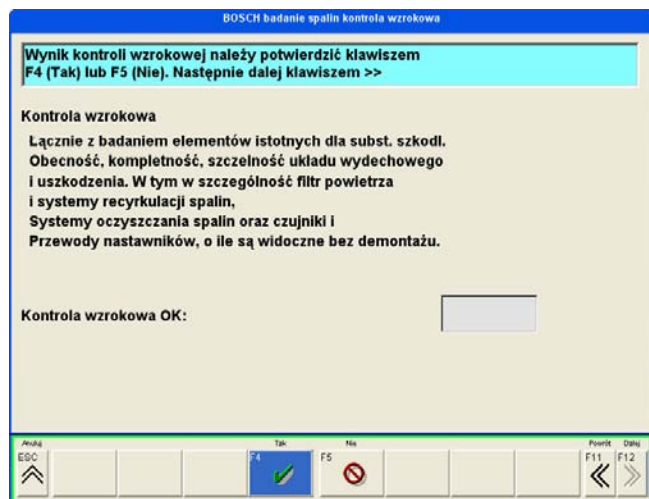 BOSCH badanie spalin kontrola wzrokowa
Wynik kontroli wzrokowej należy potwierdzić klawiszem
F4 (Tak) lub F5 (Nie). Następnie dalej klawiszem >>
Kontrola wzrokowa
Łącznie z badaniem elementów istotnych dla subst. szkodl.
Obecność, kompletność, szczelność układu wydechowego
i uszkodzenia. W tym w szczególność filtr powietrza
i systemy recyrkulacji spalin,
Systemy oczyszczania spalin oraz czujniki i
Przewody nastawników, o ile są widoczne bez demontażu.
Kontrola wzrokowa OK:
Anuluj Tak Nie Powrót Dalej
ESC F4 F5 F11 F12